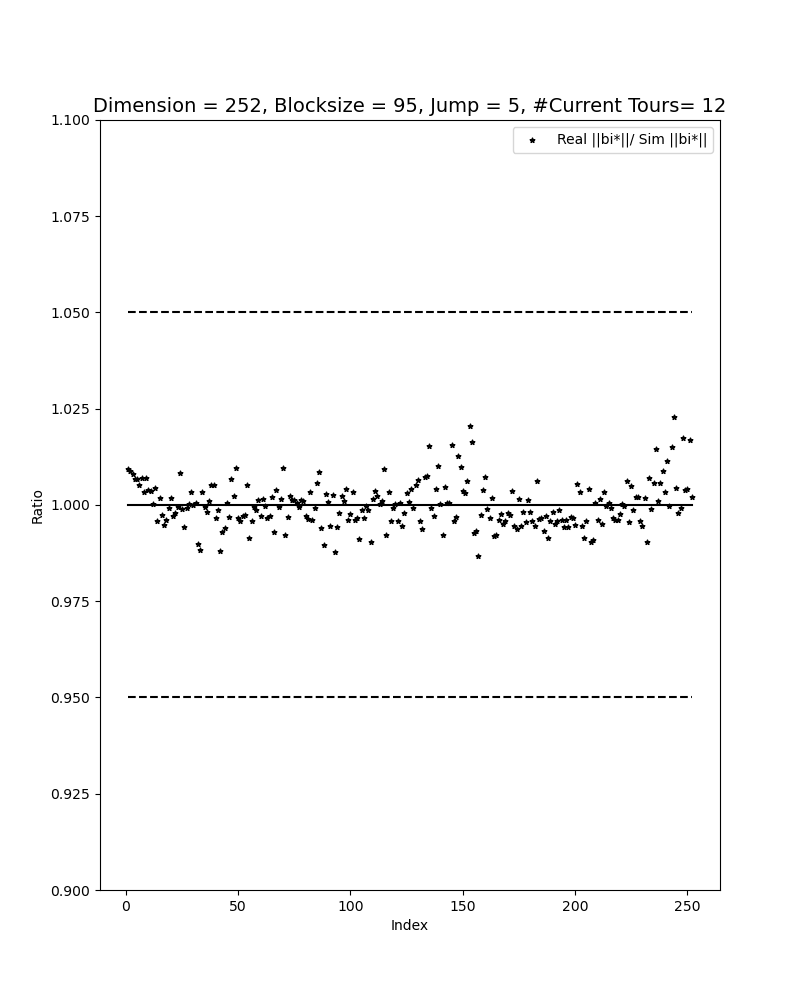 Dimension = 252, Blocksize = 95, Jump = 5, #Current Tours= 12
Real ||bi*||/ Sim ||bi*||
1.100
1.075
1.050
1.025
1.000
0.975
0.950
0.925
0.900
Ratio
0 50 100 150 200 250
Index